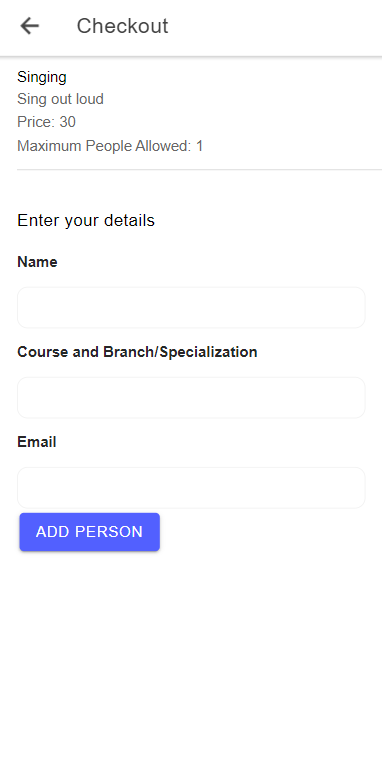 Checkout
Singing
Sing out loud
Price: 30
Maximum People Allowed: 1
Enter your details
Name
Course and Branch/Specialization
Email
ADD PERSON